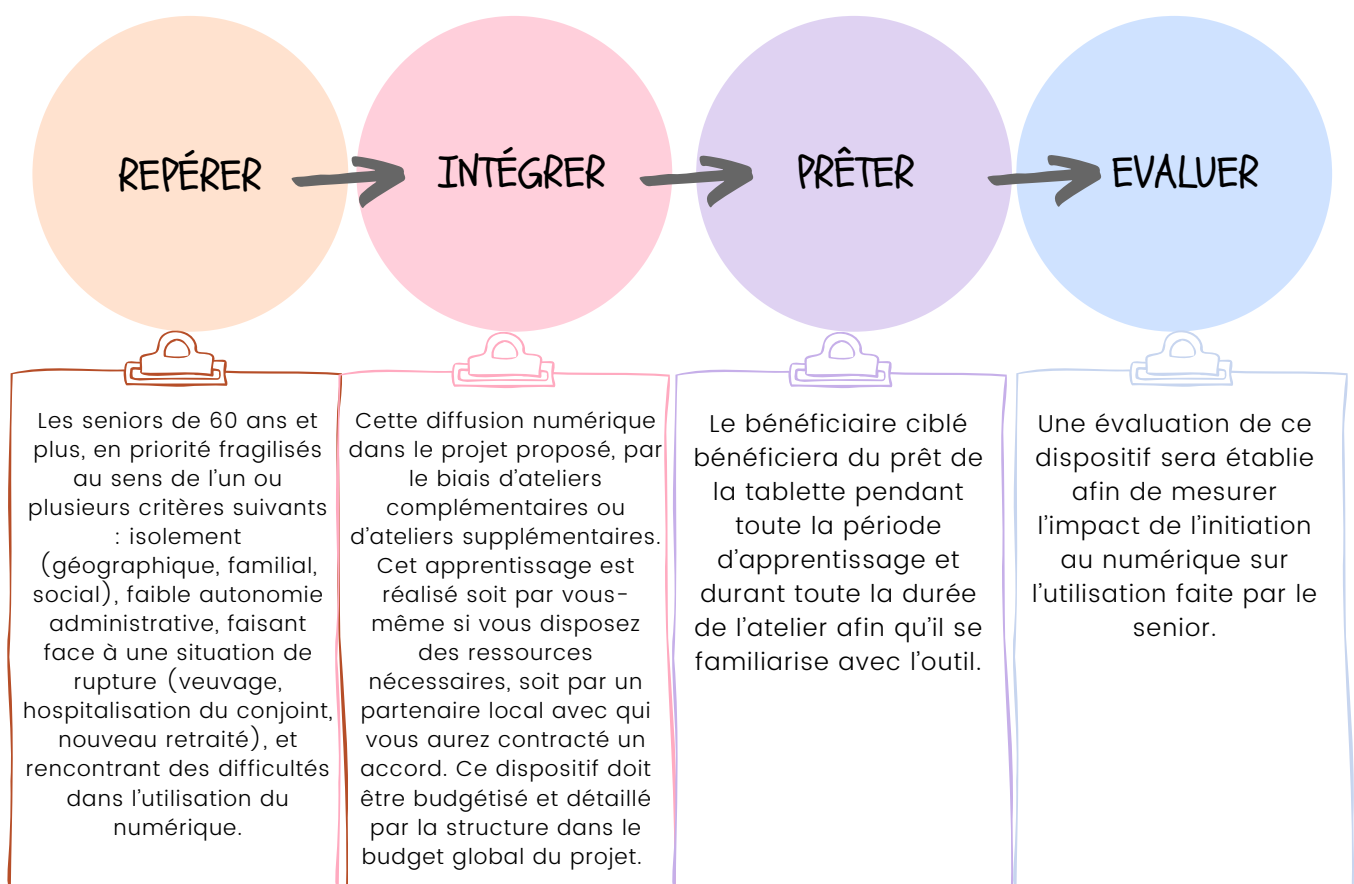 REPÉRER
INTÉGRER
PRÊTER
EVALUER
Les seniors de 60 ans et
plus, en priorité fragilisés
au sens de l'un ou
plusieurs critères suivants
: isolement
(géographique, familial,
social), faible autonomie
administrative, faisant
face à une situation de
rupture (veuvage,
hospitalisation du conjoint,
nouveau retraité), et
rencontrant des difficultés
dans l'utilisation du
numérique.
Cette diffusion numérique
dans le projet proposé, par
le biais d'ateliers
complémentaires ou
d'ateliers supplémentaires.
Cet apprentissage est
réalisé soit par vous-
même si vous disposez
des ressources
nécessaires, soit par un
partenaire local avec qui
vous aurez contracté un
accord. Ce dispositif doit
être budgétisé et détaillé
par la structure dans le
budget global du projet.
Le bénéficiaire ciblé
bénéficiera du prêt de
la tablette pendant
toute la période
d'apprentissage et
durant toute la durée
de l'atelier afin qu'il se
familiarise avec l'outil.
Une évaluation de ce
dispositif sera établie
afin de mesurer
l'impact de l'initiation
au numérique sur
l'utilisation faite par le
senior.